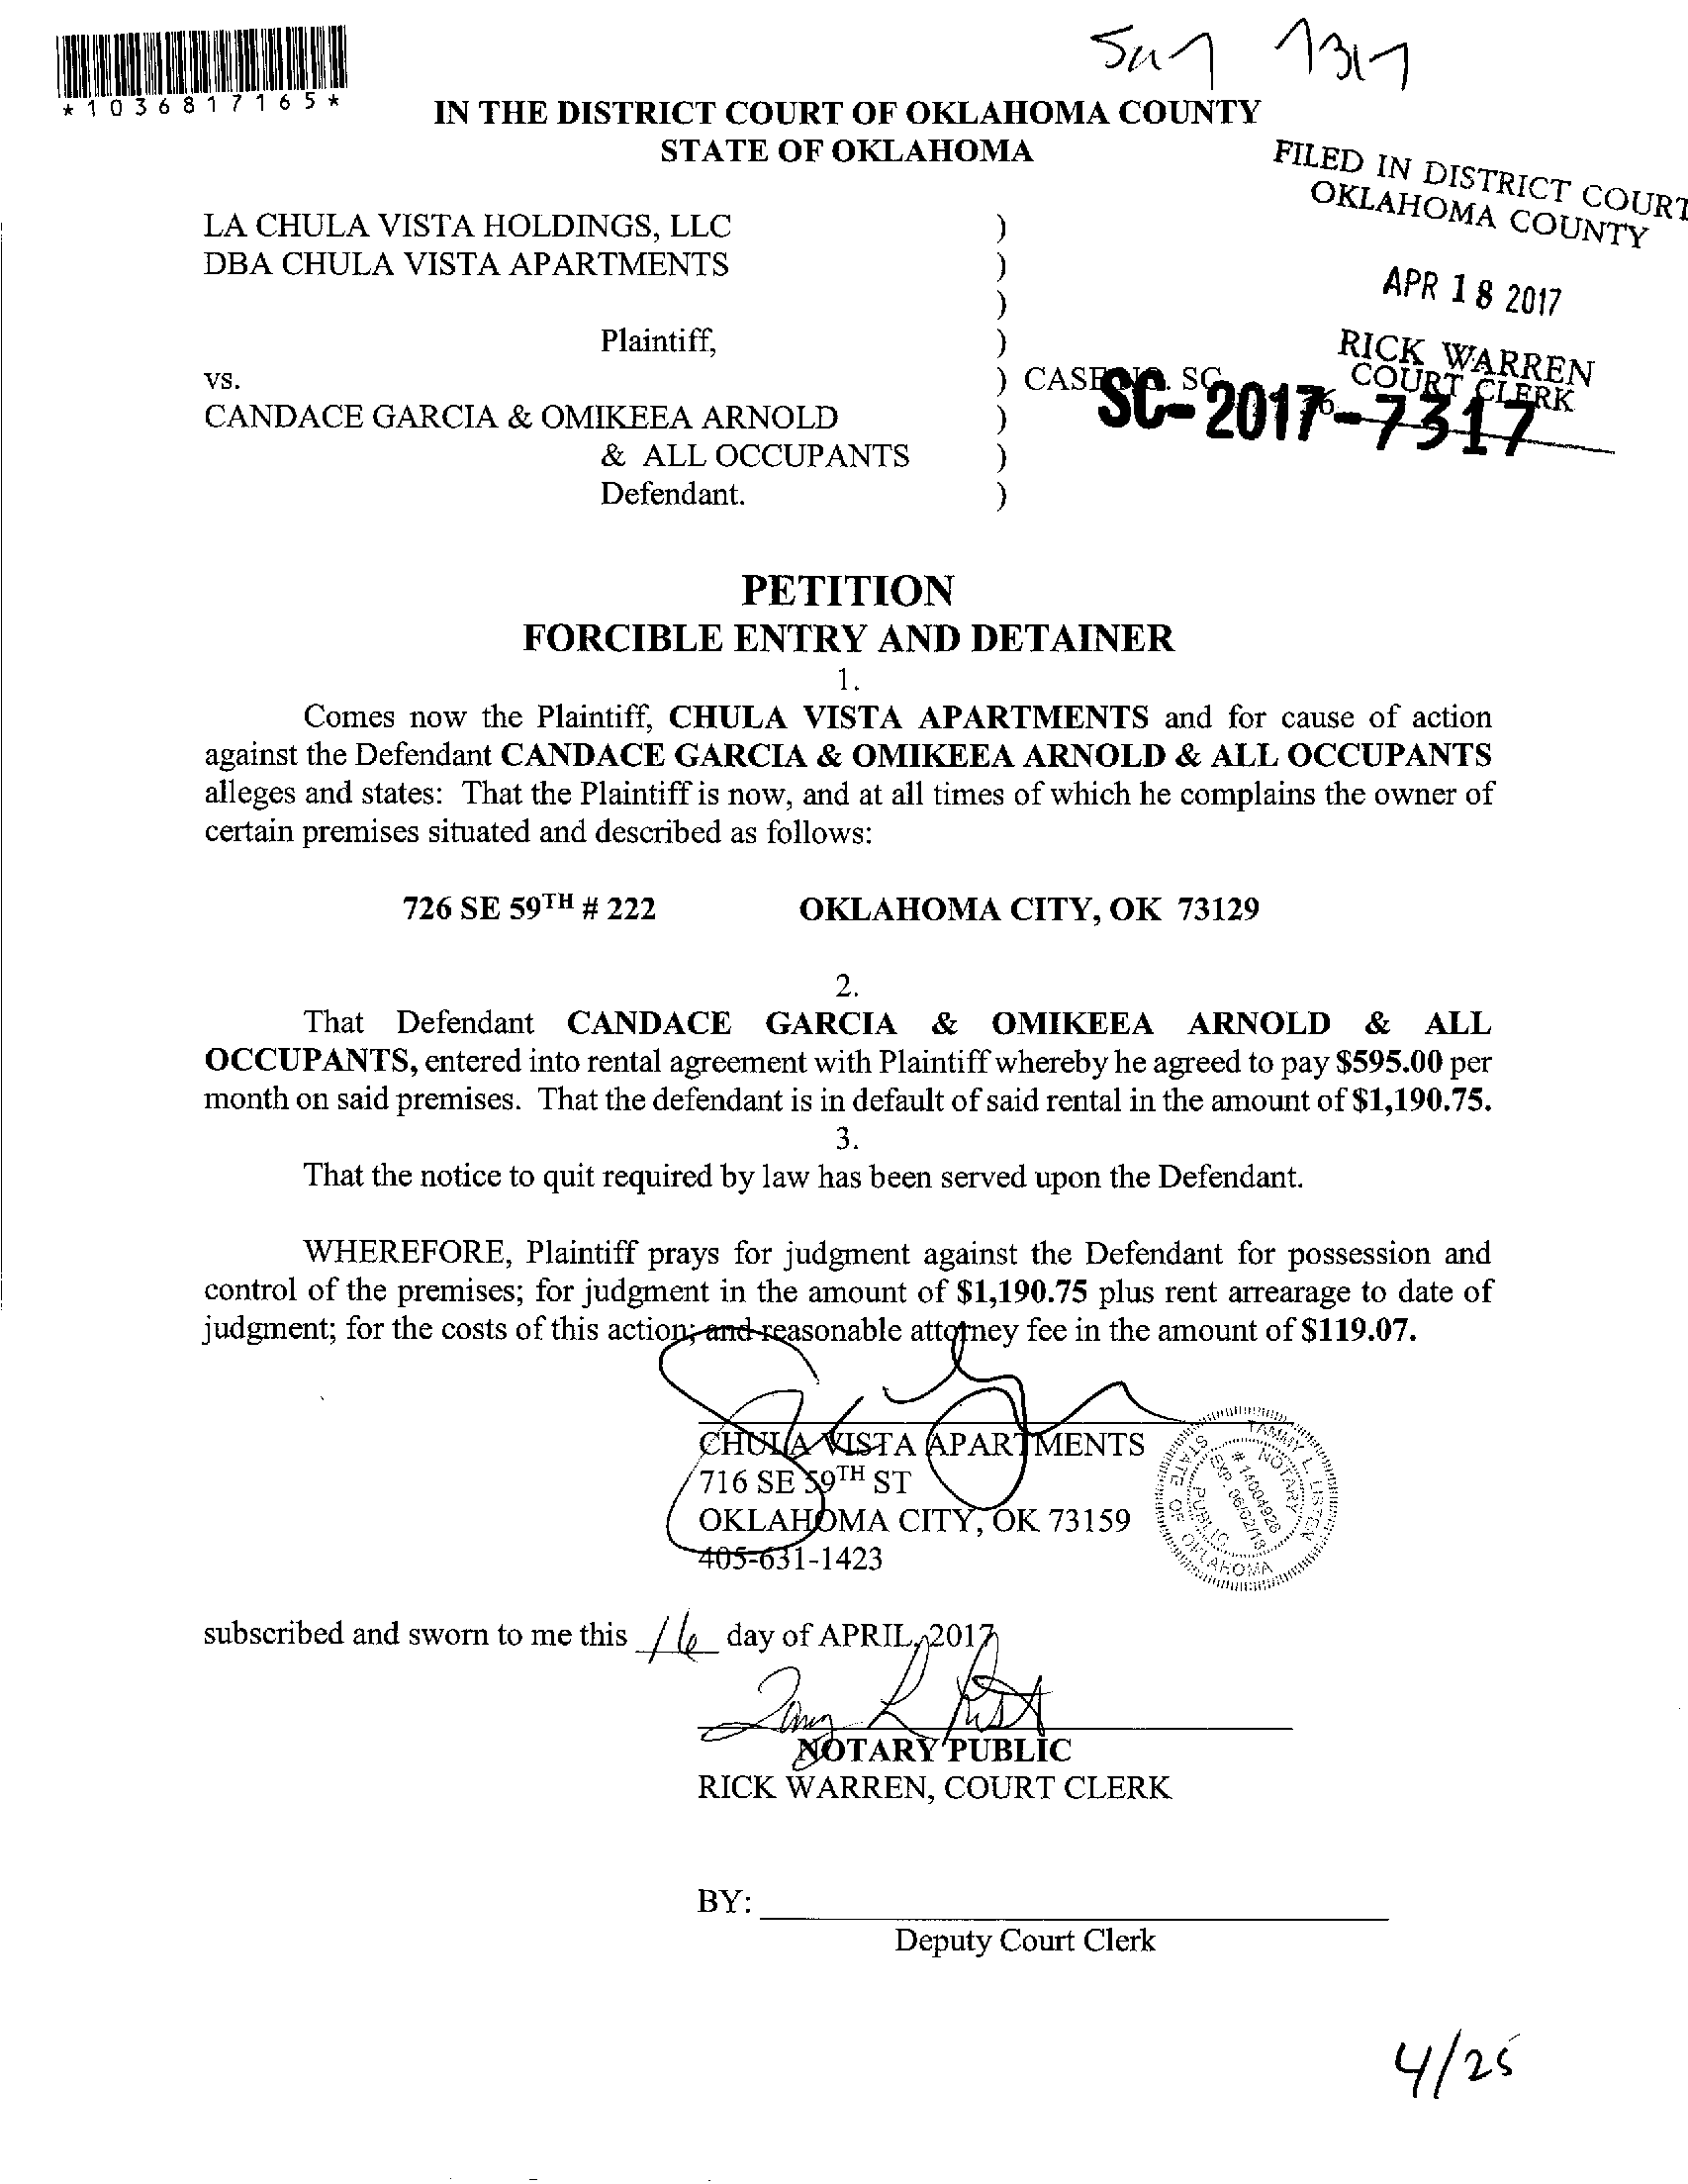 *1036817165*
IN THE DISTRICT COURT OF OKLAHOMA COUNTY
STATE OF OKLAHOMA
FILED IN DISTRICT COURT
OKLAHOMA COUNTY
APR 18 2017
RICK WARREN
COURT CLERK
LA CHULA VISTA HOLDINGS, LLC )
DBA CHULA VISTA APARTMENTS )
)
Plaintiff, )
vs. ) CASE NO. SC
SC-2017-7317
CANDACE GARCIA & OMIKEEA ARNOLD )
& ALL OCCUPANTS )
Defendant. )
PETITION
FORCIBLE ENTRY AND DETAINER
1.
Comes now the Plaintiff, CHULA VISTA APARTMENTS and for cause of action
against the Defendant CANDACE GARCIA & OMIKEEA ARNOLD & ALL OCCUPANTS
alleges and states: That the Plaintiff is now, and at all times of which he complains the owner of
certain premises situated and described as follows:
726 SE 59TH # 222 OKLAHOMA CITY, OK 73129
2.
That Defendant CANDACE GARCIA & OMIKEEA ARNOLD & ALL
OCCUPANTS, entered into rental agreement with Plaintiff whereby he agreed to pay $595.00 per
month on said premises. That the defendant is in default of said rental in the amount of $1,190.75.
3.
That the notice to quit required by law has been served upon the Defendant.
WHEREFORE, Plaintiff prays for judgment against the Defendant for possession and
control of the premises; for judgment in the amount of $1,190.75 plus rent arrearage to date of
judgment; for the costs of this action; and reasonable attorney fee in the amount of $119.07.
CHULA VISTA APARTMENTS
716 SE 59TH ST
OKLAHOMA CITY, OK 73159
405-631-1423
TAMMY L. LISTEN
NOTARY PUBLIC
# 14004928
EXP. 06/02/18
STATE OF OKLAHOMA
subscribed and sworn to me this 16 day of APRIL, 2017
NOTARY PUBLIC
RICK WARREN, COURT CLERK
BY:
Deputy Court Clerk
4/25